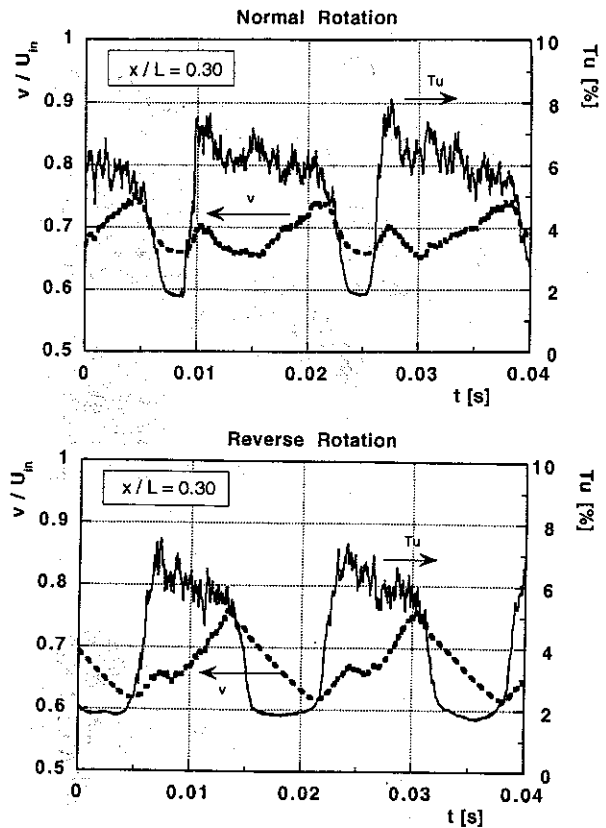 Normal Rotation
v / U_in
Tu [%]
1
0.9
0.8
0.7
0.6
0.5
10
8
6
4
2
0
x / L = 0.30
Tu
v
0
0.01
0.02
0.03
0.04
t [s]
Reverse Rotation
v / U_in
Tu [%]
1
0.9
0.8
0.7
0.6
0.5
10
8
6
4
2
0
x / L = 0.30
Tu
v
0
0.01
0.02
0.03
0.04
t [s]